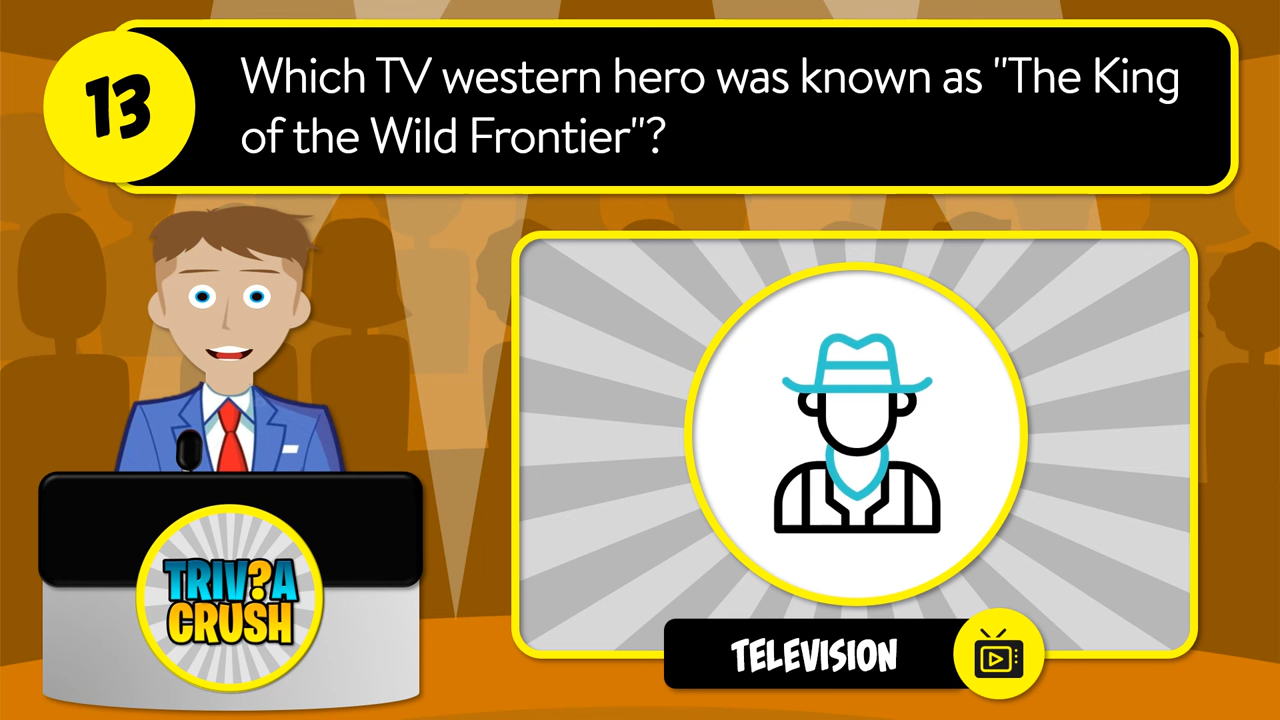 13
Which TV western hero was known as "The King
of the Wild Frontier"?
TRIV?A
CRUSH
TELEVISION